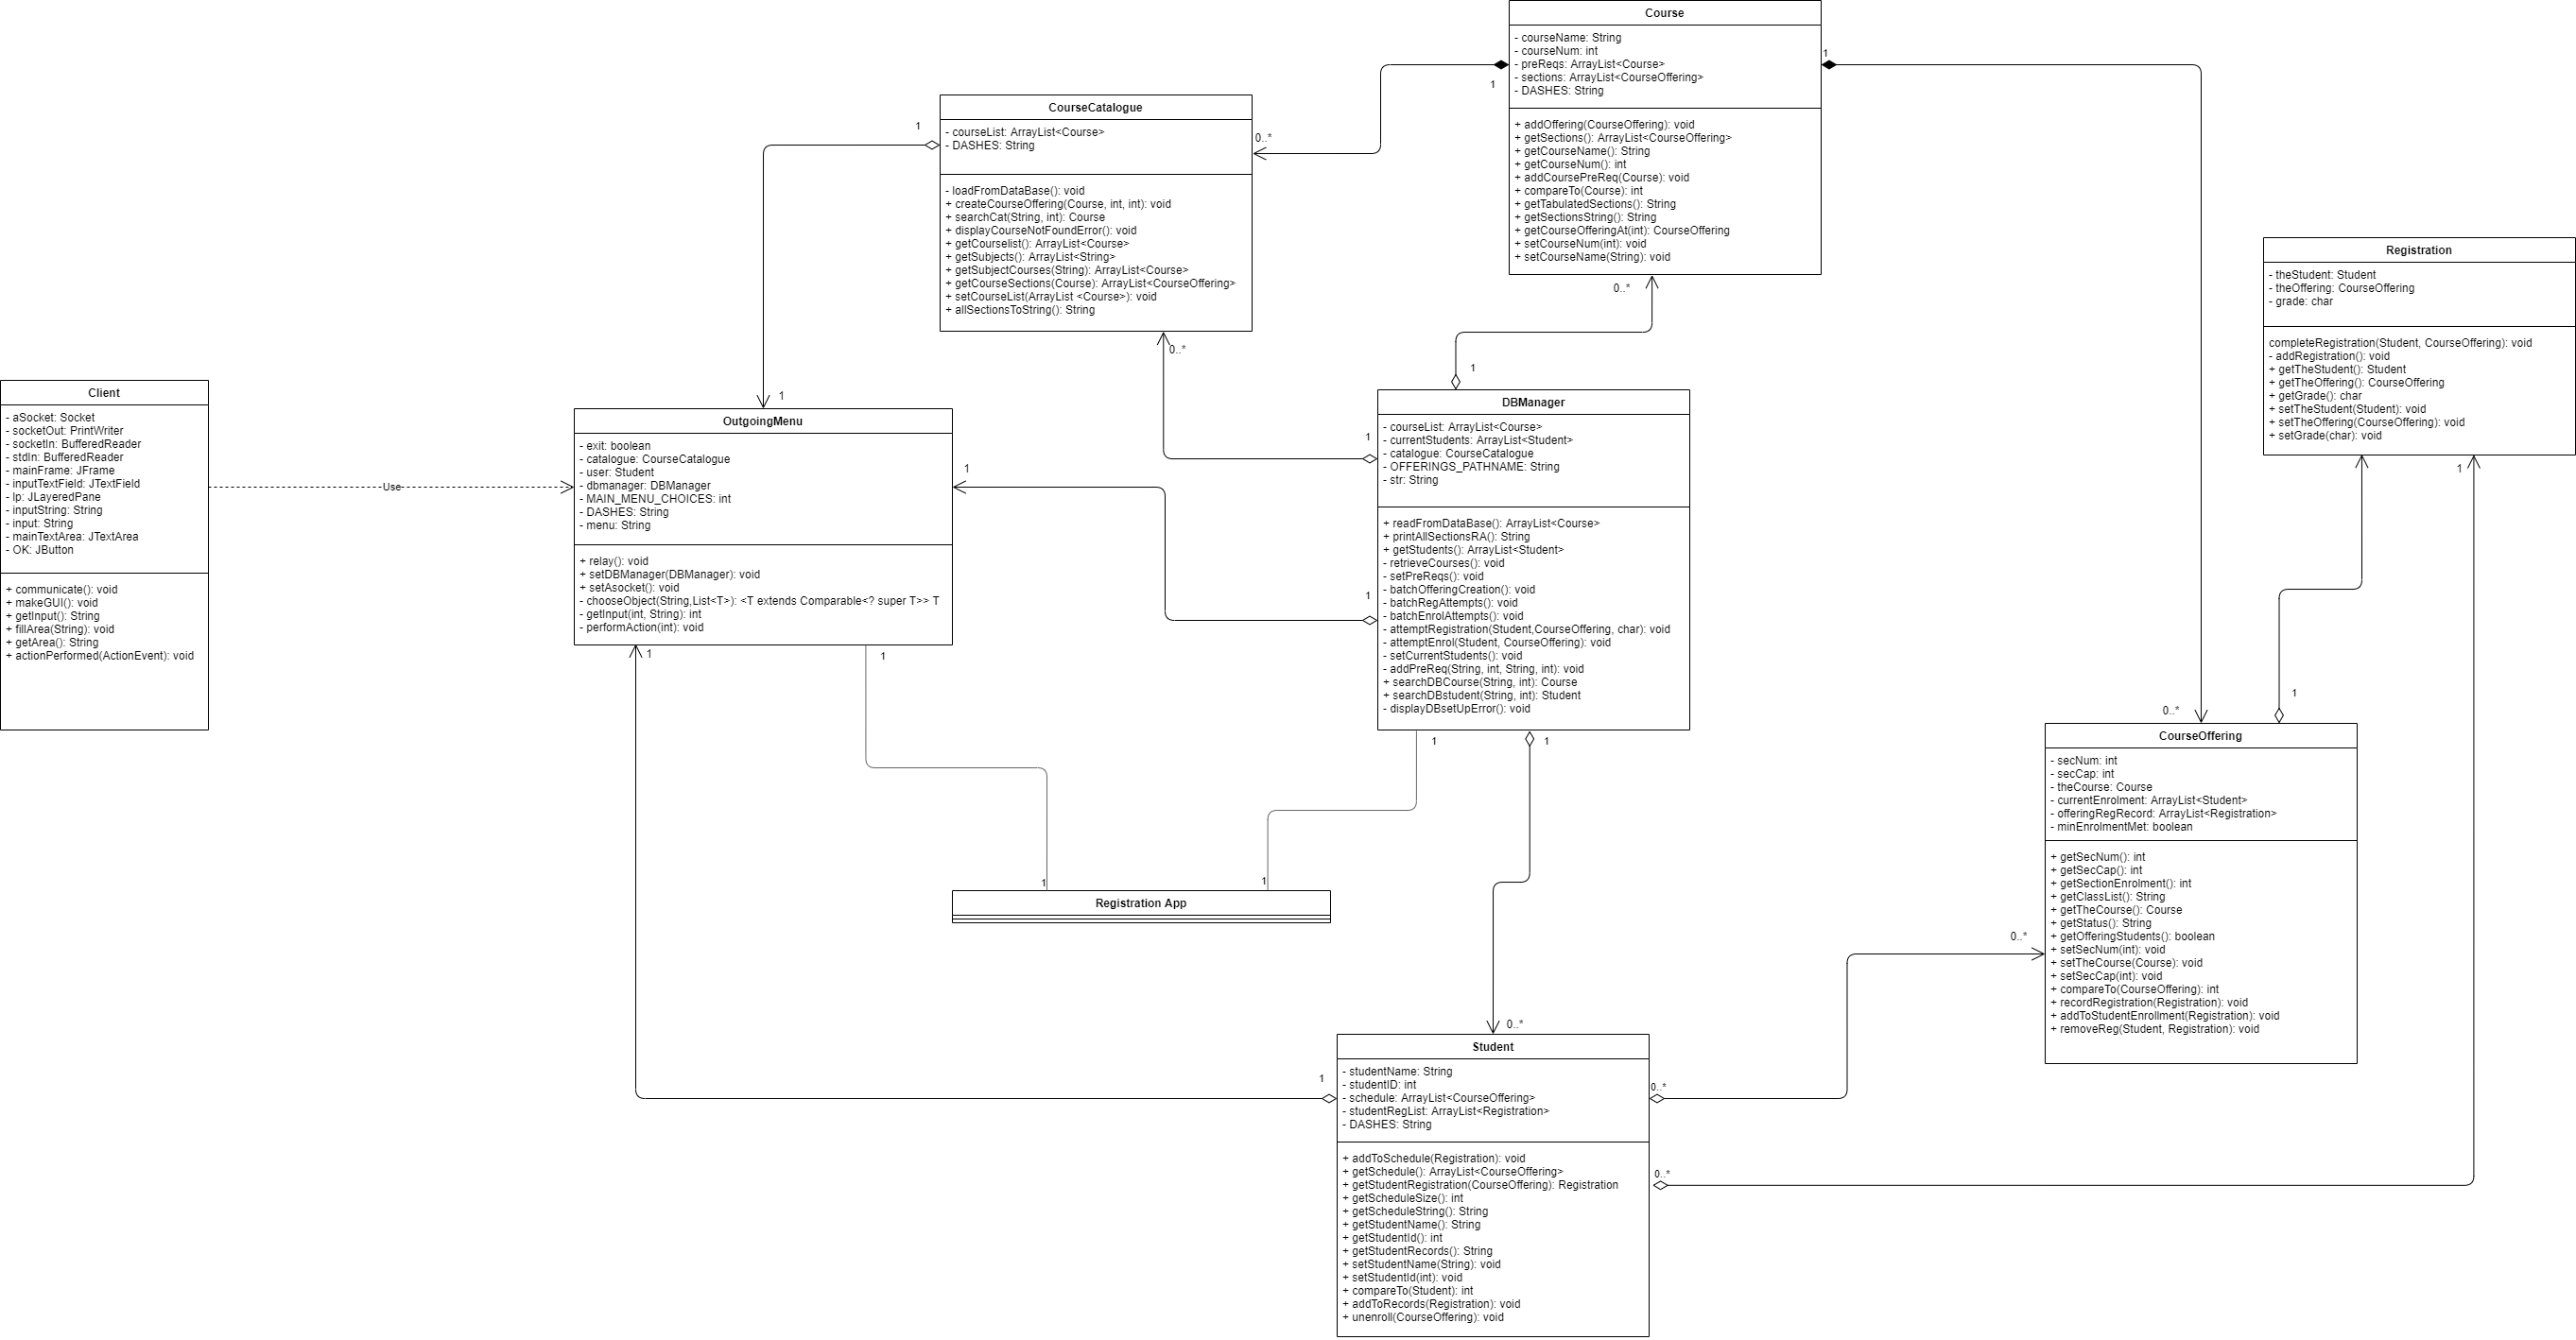 Course
- courseName: String
- courseNum: int
- preReqs: ArrayList<Course>
- sections: ArrayList<CourseOffering>
- DASHES: String
+ addOffering(CourseOffering): void
+ getSections(): ArrayList<CourseOffering>
+ getCourseName(): String
+ getCourseNum(): int
+ addCoursePreReq(Course): void
+ compareTo(Course): int
+ getTabulatedSections(): String
+ getSectionsString(): String
+ getCourseOfferingAt(int): CourseOffering
+ setCourseNum(int): void
+ setCourseName(String): void
1
1
0..*
0..*
CourseCatalogue
- courseList: ArrayList<Course>
- DASHES: String
- loadFromDataBase(): void
+ createCourseOffering(Course, int, int): void
+ searchCat(String, int): Course
+ displayCourseNotFoundError(): void
+ getCourselist(): ArrayList<Course>
+ getSubjects(): ArrayList<String>
+ getSubjectCourses(String): ArrayList<Course>
+ getCourseSections(Course): ArrayList<CourseOffering>
+ setCourseList(ArrayList <Course>): void
+ allSectionsToString(): String
1
0..*
Registration
- theStudent: Student
- theOffering: CourseOffering
- grade: char
completeRegistration(Student, CourseOffering): void
- addRegistration(): void
+ getTheStudent(): Student
+ getTheOffering(): CourseOffering
+ getGrade(): char
+ setTheStudent(Student): void
+ setTheOffering(CourseOffering): void
+ setGrade(char): void
1
Client
- aSocket: Socket
- socketOut: PrintWriter
- socketIn: BufferedReader
- stdIn: BufferedReader
- mainFrame: JFrame
- inputTextField: JTextField
- lp: JLayeredPane
- inputString: String
- input: String
- mainTextArea: JTextArea
- OK: JButton
+ communicate(): void
+ makeGUI(): void
+ getInput(): String
+ fillArea(String): void
+ getArea(): String
+ actionPerformed(ActionEvent): void
Use
1
OutgoingMenu
- exit: boolean
- catalogue: CourseCatalogue
- user: Student
- dbmanager: DBManager
- MAIN_MENU_CHOICES: int
- DASHES: String
- menu: String
+ relay(): void
+ setDBManager(DBManager): void
+ setAsocket(): void
- chooseObject(String,List<T>): <T extends Comparable<? super T>> T
- getInput(int, String): int
- performAction(int): void
1
1
1
1
DBManager
- courseList: ArrayList<Course>
- currentStudents: ArrayList<Student>
- catalogue: CourseCatalogue
- OFFERINGS_PATHNAME: String
- str: String
+ readFromDataBase(): ArrayList<Course>
+ printAllSectionsRA(): String
+ getStudents(): ArrayList<Student>
- retrieveCourses(): void
- setPreReqs(): void
- batchOfferingCreation(): void
- batchRegAttempts(): void
- batchEnrolAttempts(): void
- attemptRegistration(Student,CourseOffering, char): void
- attemptEnrol(Student, CourseOffering): void
- setCurrentStudents(): void
- addPreReq(String, int, String, int): void
+ searchDBCourse(String, int): Course
+ searchDBstudent(String, int): Student
- displayDBsetUpError(): void
1
1
1
1
1
1
Registration App
1
0..*
CourseOffering
- secNum: int
- secCap: int
- theCourse: Course
- currentEnrolment: ArrayList<Student>
- offeringRegRecord: ArrayList<Registration>
- minEnrolmentMet: boolean
+ getSecNum(): int
+ getSecCap(): int
+ getSectionEnrolment(): int
+ getClassList(): String
+ getTheCourse(): Course
+ getStatus(): String
+ getOfferingStudents(): boolean
+ setSecNum(int): void
+ setTheCourse(Course): void
+ setSecCap(int): void
+ compareTo(CourseOffering): int
+ recordRegistration(Registration): void
+ addToStudentEnrollment(Registration): void
+ removeReg(Student, Registration): void
0..*
0..*
Student
- studentName: String
- studentID: int
- schedule: ArrayList<CourseOffering>
- studentRegList: ArrayList<Registration>
- DASHES: String
+ addToSchedule(Registration): void
+ getSchedule(): ArrayList<CourseOffering>
+ getStudentRegistration(CourseOffering): Registration
+ getScheduleSize(): int
+ getScheduleString(): String
+ getStudentName(): String
+ getStudentId(): int
+ getStudentRecords(): String
+ setStudentName(String): void
+ setStudentId(int): void
+ compareTo(Student): int
+ addToRecords(Registration): void
+ unenroll(CourseOffering): void
1
0..*
0..*